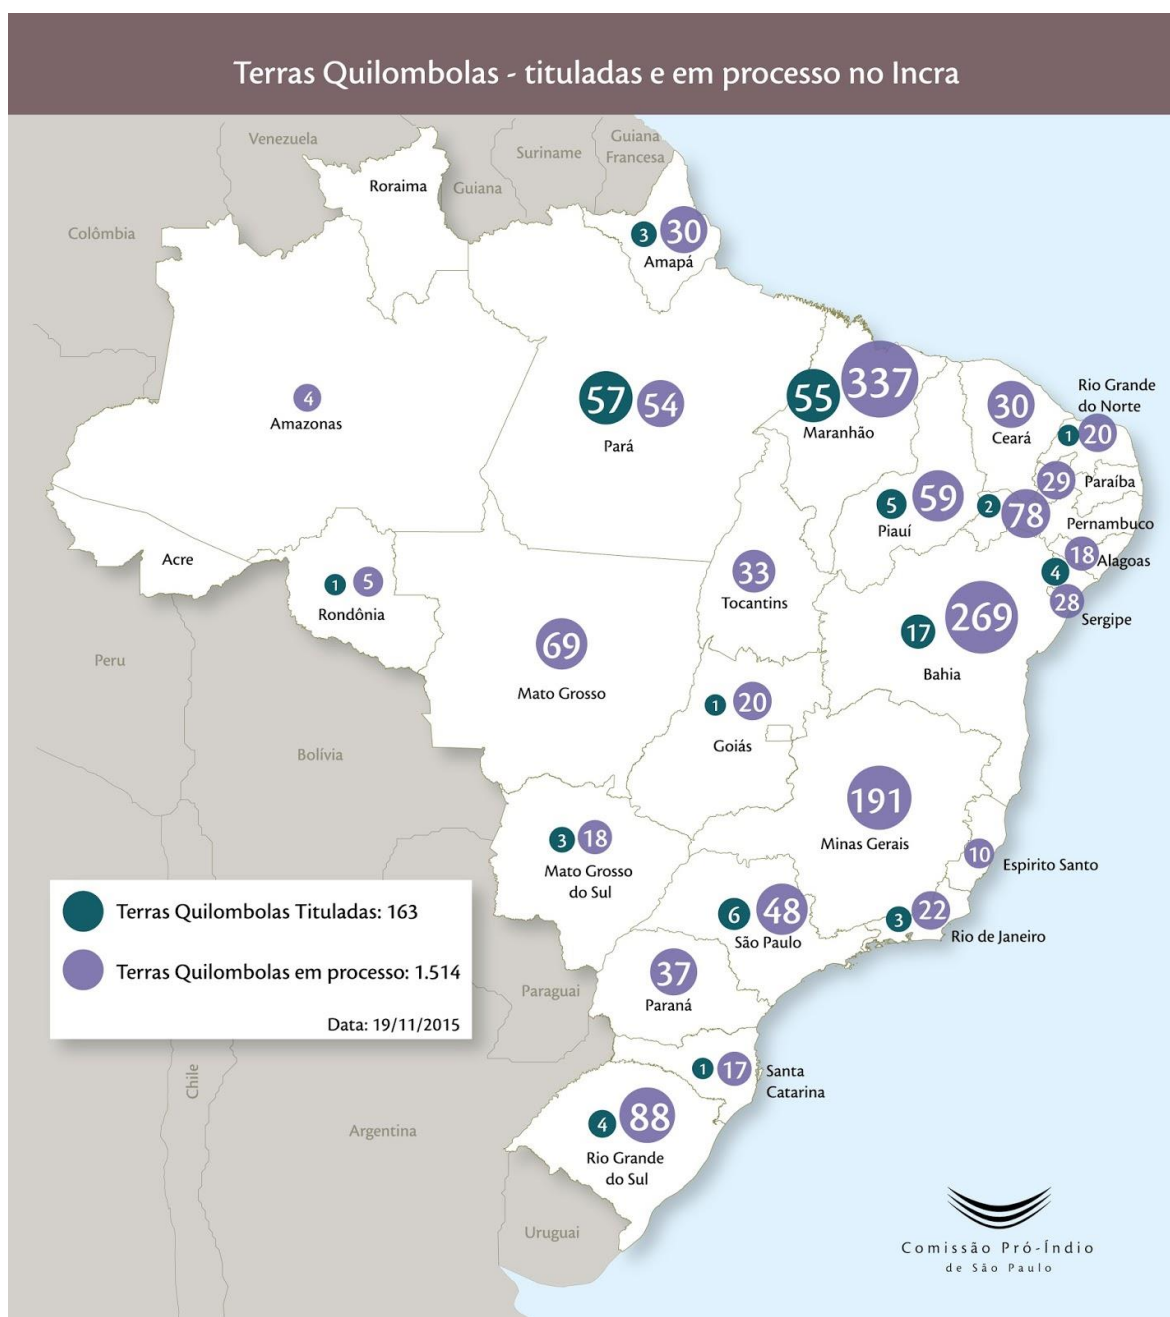 Terras Quilombolas - tituladas e em processo no Incra
Venezuela
Suriname
Guiana
Francesa
Guiana
Roraima
Colômbia
3
30
Amapá
4
Amazonas
57
54
Pará
55
337
Maranhão
30
Ceará
Rio Grande
do Norte
1
20
29
Paraíba
5
59
Piauí
2
78
Pernambuco
18
Alagoas
4
28
Sergipe
Acre
1
5
Rondônia
33
Tocantins
17
269
Bahia
69
Mato Grosso
Peru
1
20
Goiás
Bolívia
191
Minas Gerais
3
18
Mato Grosso
do Sul
10
Espirito Santo
6
48
São Paulo
3
22
Rio de Janeiro
Terras Quilombolas Tituladas: 163
Terras Quilombolas em processo: 1.514
Data: 19/11/2015
37
Paraná
Paraguai
Chile
1
17
Santa
Catarina
Argentina
4
88
Rio Grande
do Sul
Uruguai
Comissão Pró-Índio
de São Paulo